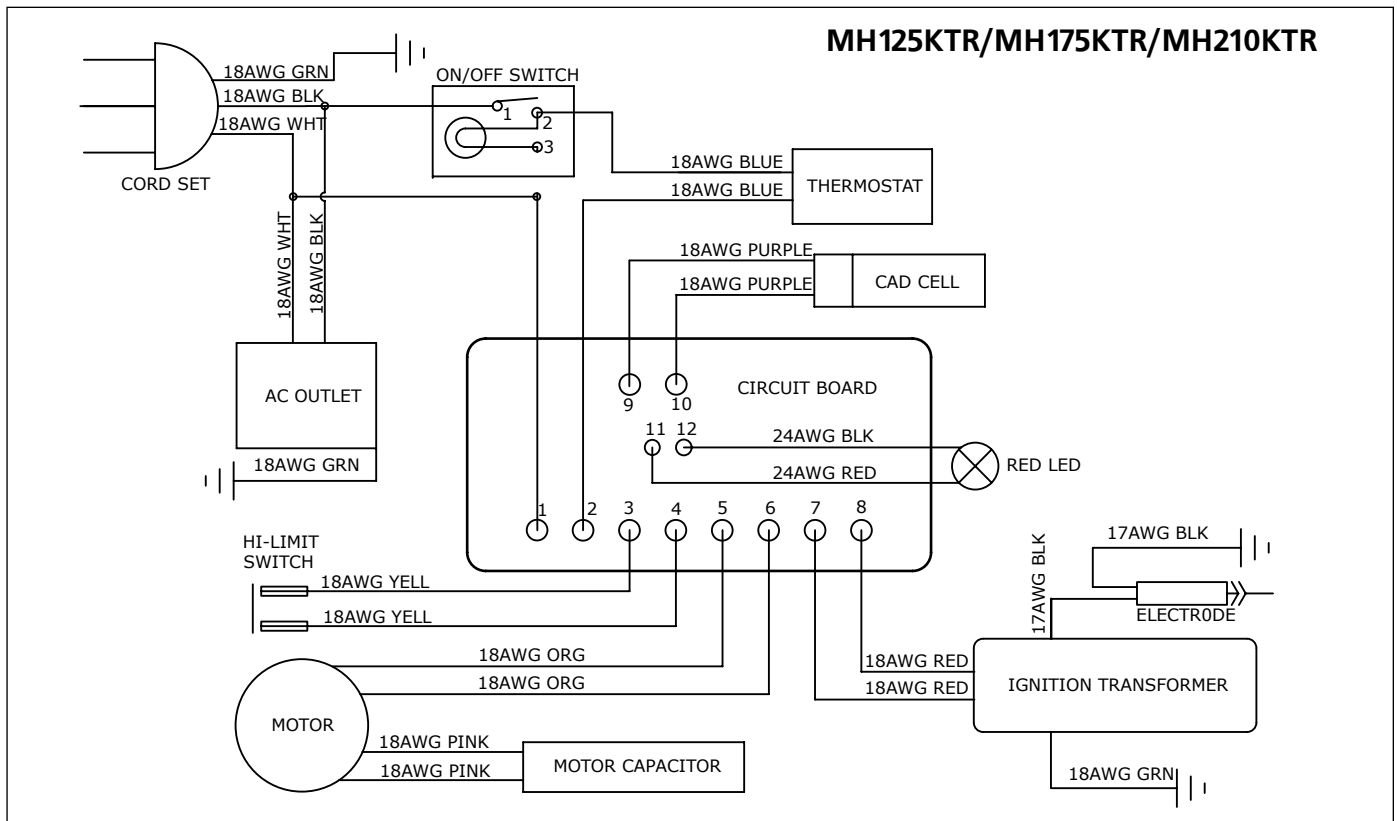 MH125KTR/MH175KTR/MH210KTR
18AWG GRN
18AWG BLK
18AWG WHT
CORD SET
ON/OFF SWITCH
1
2
3
18AWG BLUE
18AWG BLUE
THERMOSTAT
18AWG PURPLE
18AWG PURPLE
CAD CELL
18AWG WHT
18AWG BLK
AC OUTLET
18AWG GRN
CIRCUIT BOARD
9
10
11
12
24AWG BLK
24AWG RED
RED LED
1
2
3
4
5
6
7
8
HI-LIMIT
SWITCH
18AWG YELL
18AWG YELL
18AWG ORG
18AWG ORG
MOTOR
18AWG PINK
18AWG PINK
MOTOR CAPACITOR
17AWG BLK
17AWG BLK
ELECTR0DE
18AWG RED
18AWG RED
IGNITION TRANSFORMER
18AWG GRN